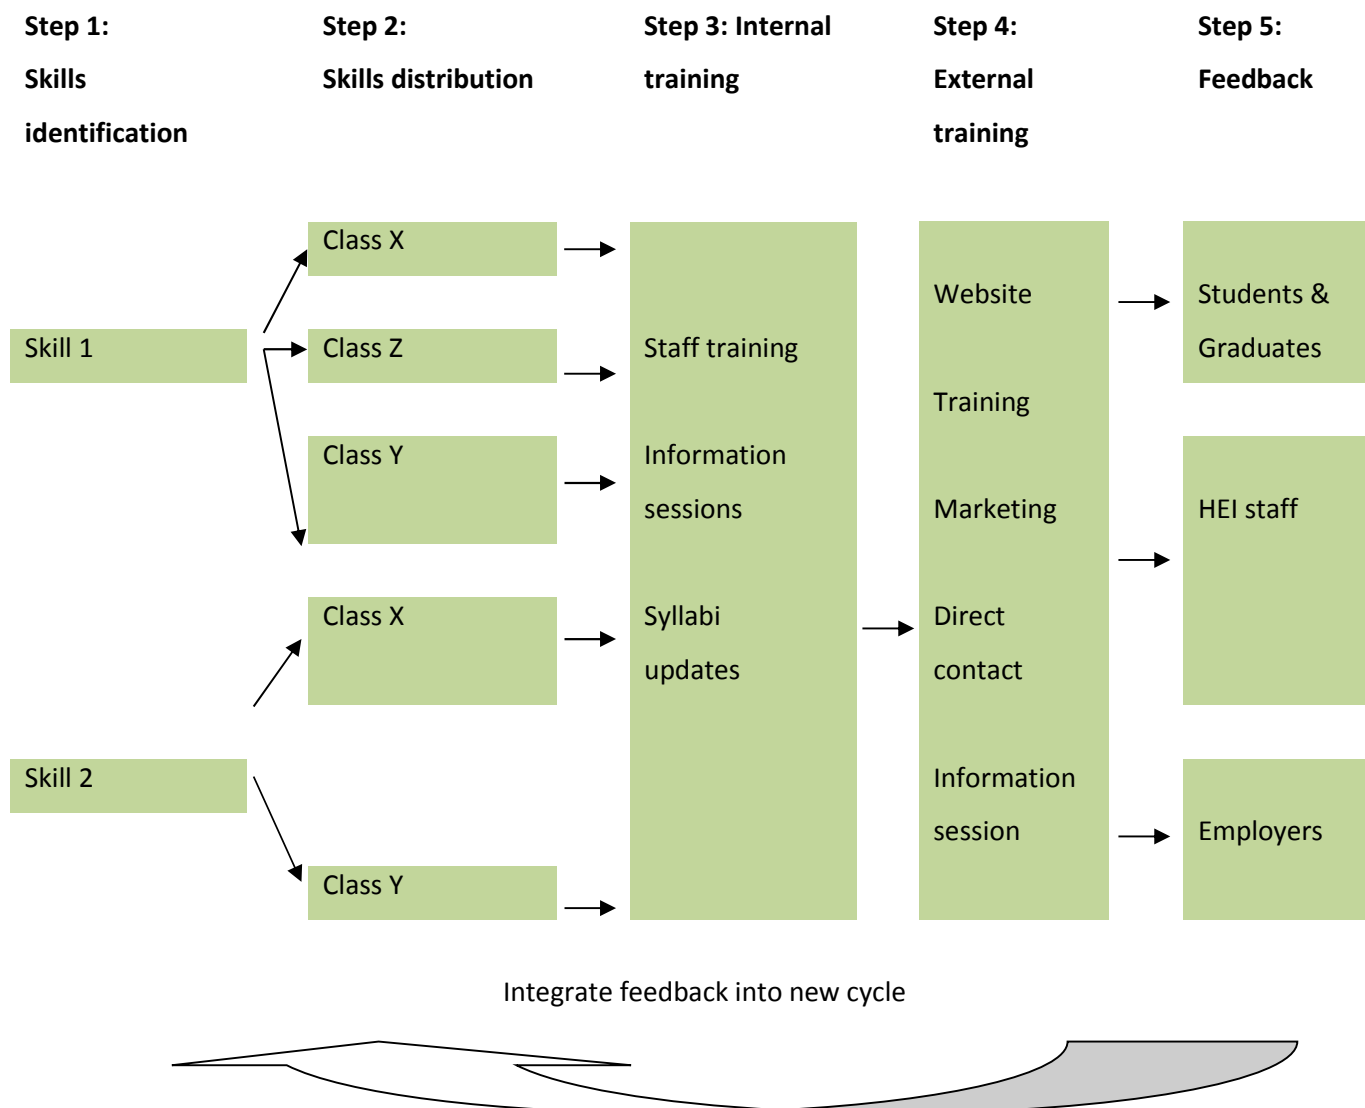 Step 1:
Skills
identification
Step 2:
Skills distribution
Step 3: Internal
training
Step 4:
External
training
Step 5:
Feedback
Skill 1
Skill 2
Class X
Class Z
Class Y
Class X
Class Y
Staff training
Information
sessions
Syllabi
updates
Website
Training
Marketing
Direct
contact
Information
session
Students &
Graduates
HEI staff
Employers
Integrate feedback into new cycle